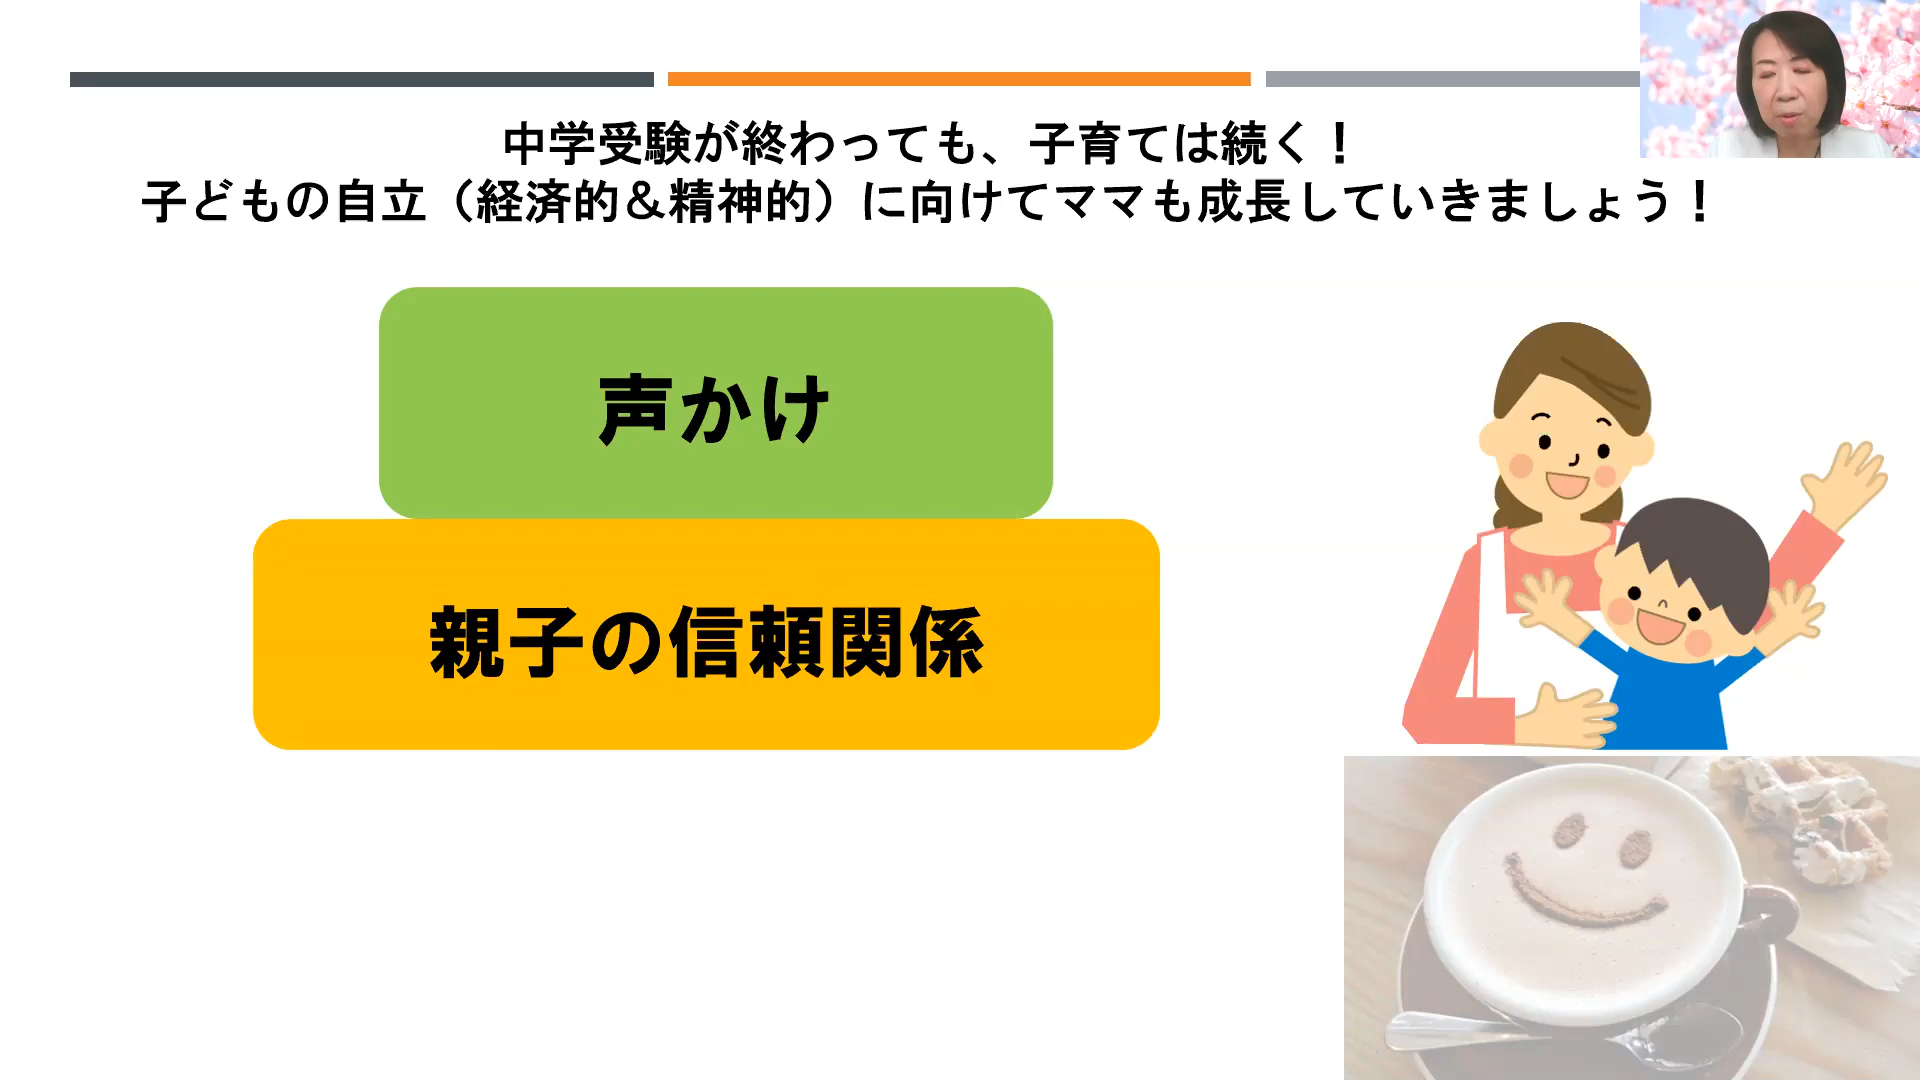 中学受験が終わっても、子育ては続く！
子どもの自立（経済的＆精神的）に向けてママも成長していきましょう！
声かけ
親子の信頼関係